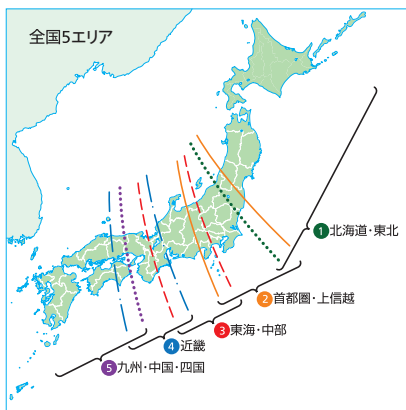 全国5エリア
1北海道・東北
2首都圏・上信越
3東海・中部
4近畿
5九州・中国・四国